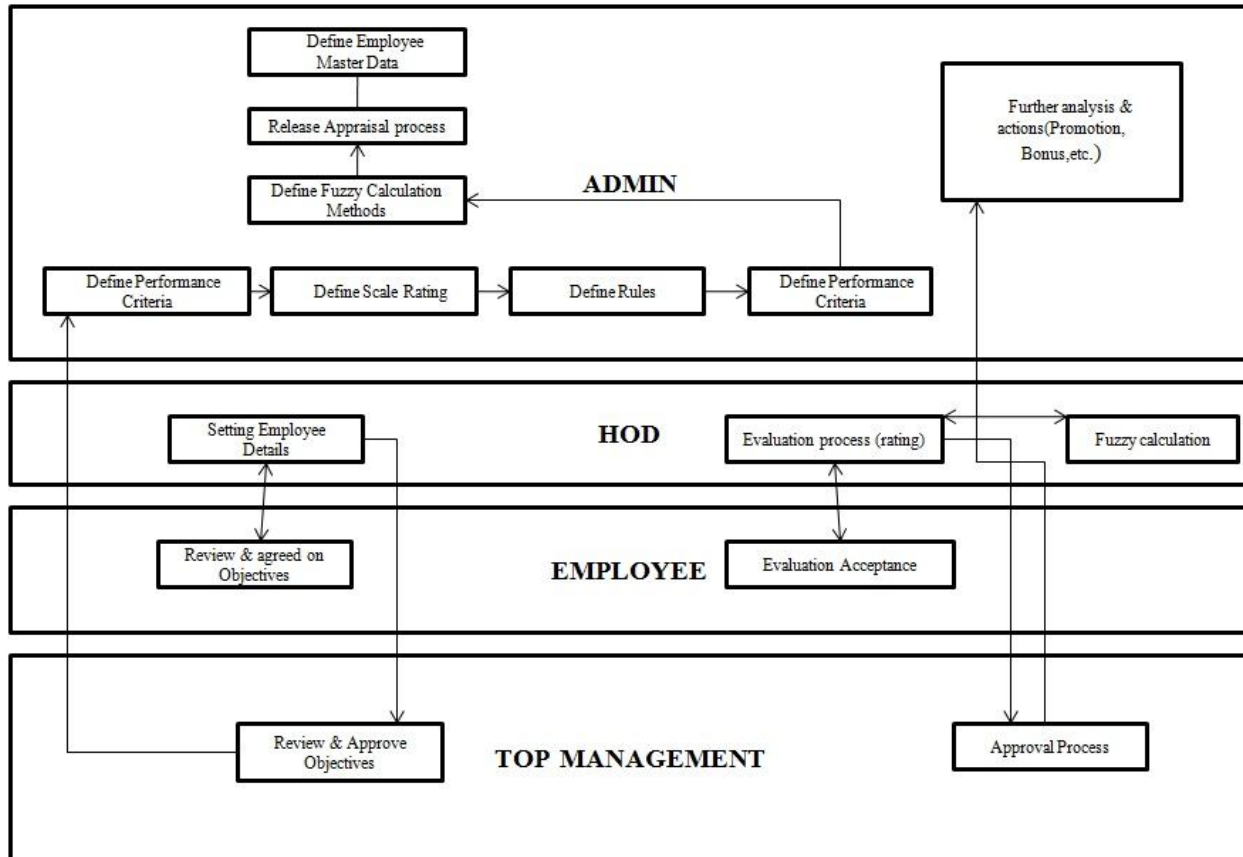 Define Employee
Master Data
Release Appraisal process
Define Fuzzy Calculation
Methods
ADMIN
Further analysis &
actions(Promotion,
Bonus,etc.)
Define Performance
Criteria
Define Scale Rating
Define Rules
Define Performance
Criteria
Setting Employee
Details
HOD
Evaluation process (rating)
Fuzzy calculation
Review & agreed on
Objectives
EMPLOYEE
Evaluation Acceptance
Review & Approve
Objectives
TOP MANAGEMENT
Approval Process